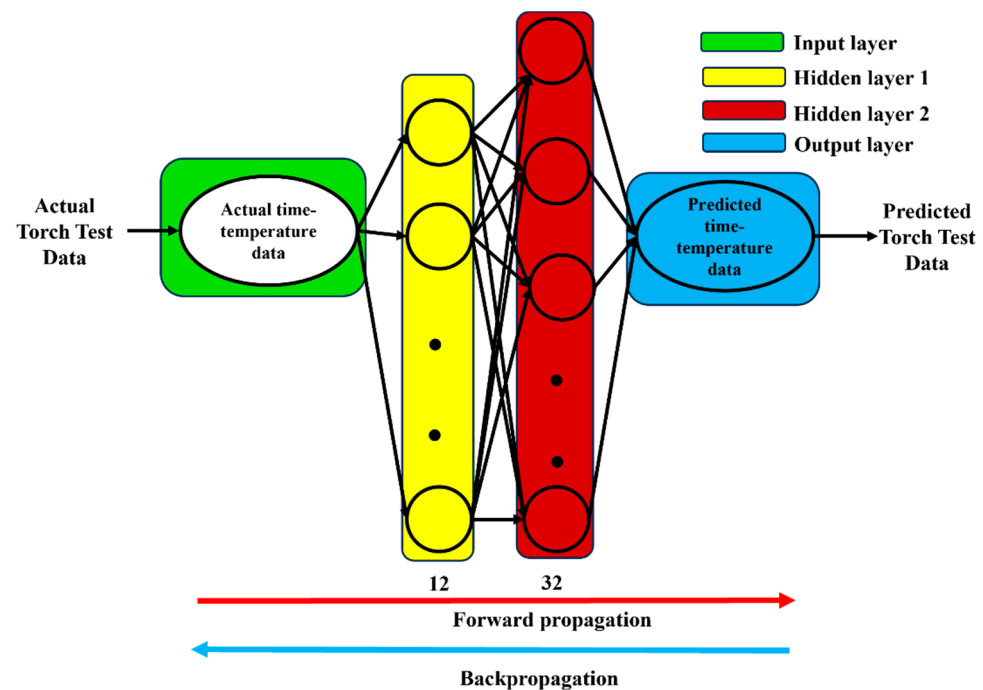 Input layer
Hidden layer 1
Hidden layer 2
Output layer
Actual
Torch Test
Data
Actual time-
temperature
data
Predicted
time-
temperature
data
Predicted
Torch Test
Data
12
32
Forward propagation
Backpropagation